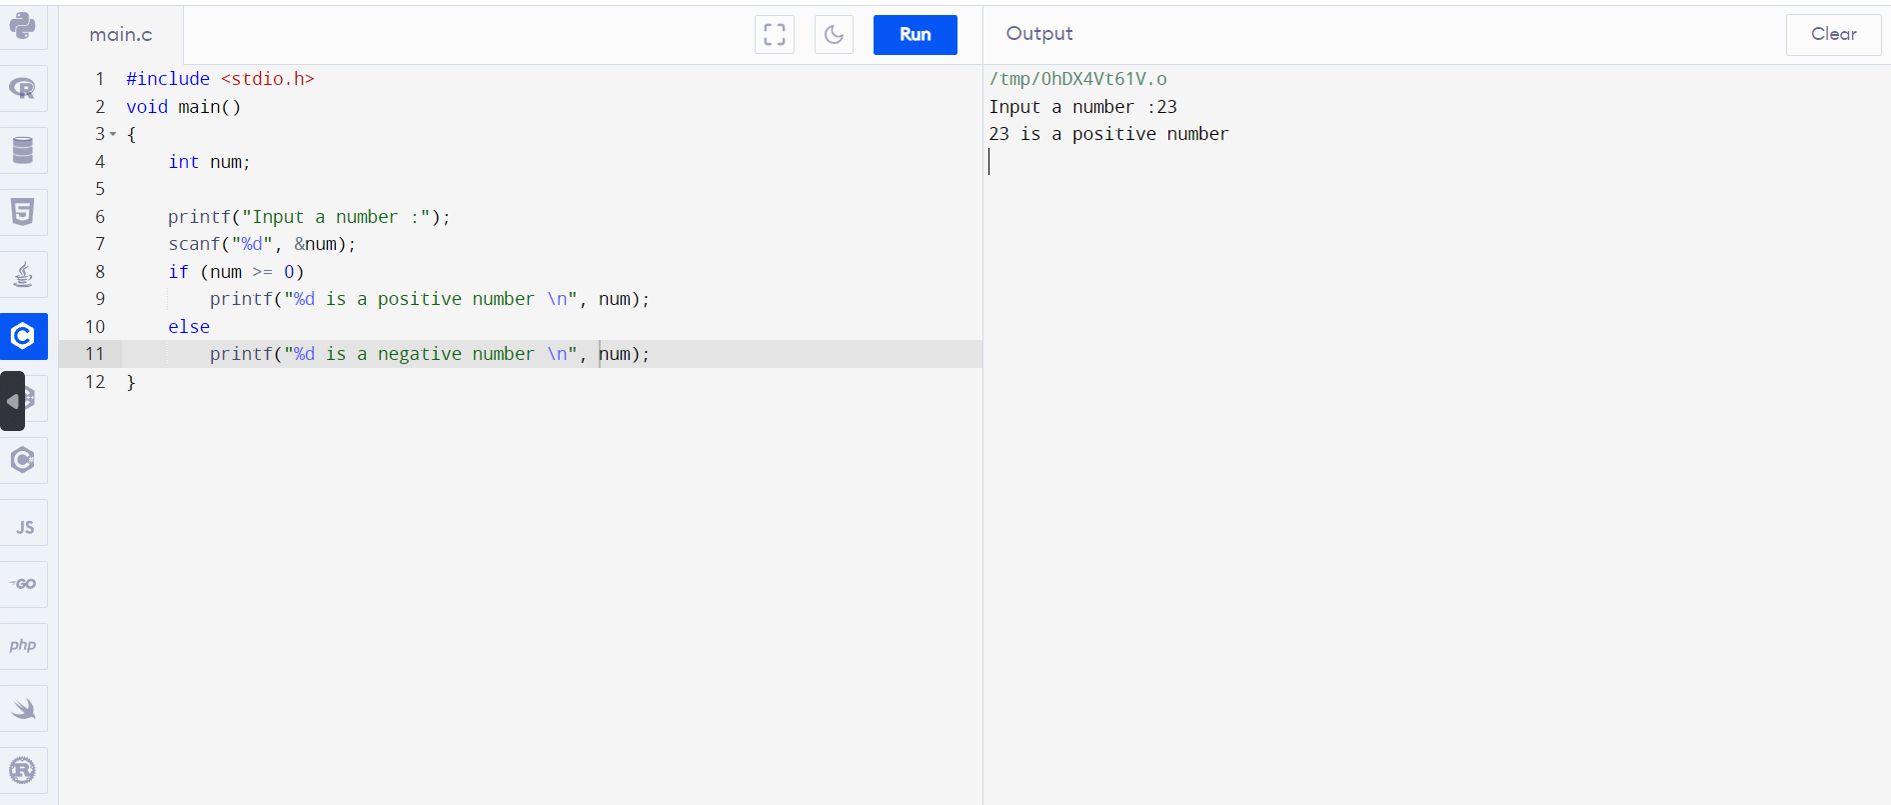 main.c
Run
1 #include <stdio.h>
2 void main()
3 {
4     int num;
5
6     printf("Input a number :");
7     scanf("%d", &num);
8     if (num >= 0)
9         printf("%d is a positive number \n", num);
10     else
11         printf("%d is a negative number \n", num);
12 }
Output
Clear
/tmp/0hDX4Vt61V.o
Input a number :23
23 is a positive number
R
5
C
C
JS
GO
php
R